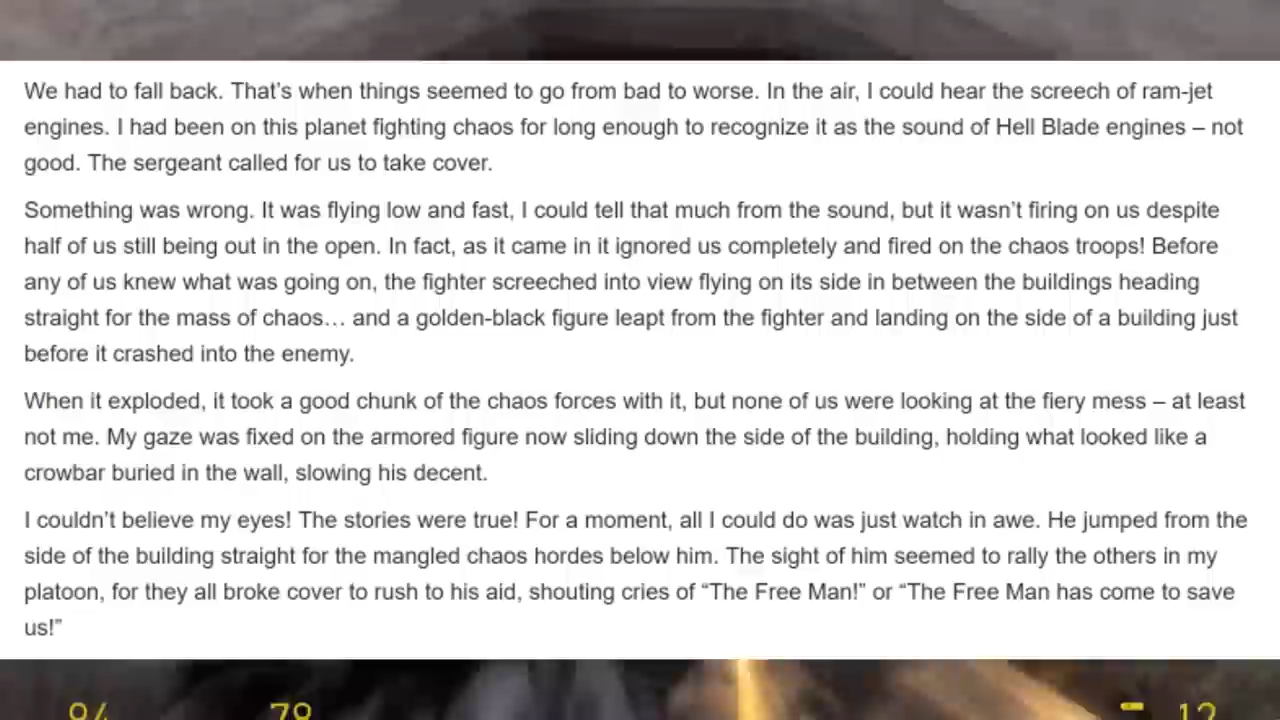 We had to fall back. That’s when things seemed to go from bad to worse. In the air, I could hear the screech of ram-jet
engines. I had been on this planet fighting chaos for long enough to recognize it as the sound of Hell Blade engines – not
good. The sergeant called for us to take cover.
Something was wrong. It was flying low and fast, I could tell that much from the sound, but it wasn’t firing on us despite
half of us still being out in the open. In fact, as it came in it ignored us completely and fired on the chaos troops! Before
any of us knew what was going on, the fighter screeched into view flying on its side in between the buildings heading
straight for the mass of chaos… and a golden-black figure leapt from the fighter and landing on the side of a building just
before it crashed into the enemy.
When it exploded, it took a good chunk of the chaos forces with it, but none of us were looking at the fiery mess – at least
not me. My gaze was fixed on the armored figure now sliding down the side of the building, holding what looked like a
crowbar buried in the wall, slowing his decent.
I couldn’t believe my eyes! The stories were true! For a moment, all I could do was just watch in awe. He jumped from the
side of the building straight for the mangled chaos hordes below him. The sight of him seemed to rally the others in my
platoon, for they all broke cover to rush to his aid, shouting cries of “The Free Man!” or “The Free Man has come to save
us!”
94 79 12